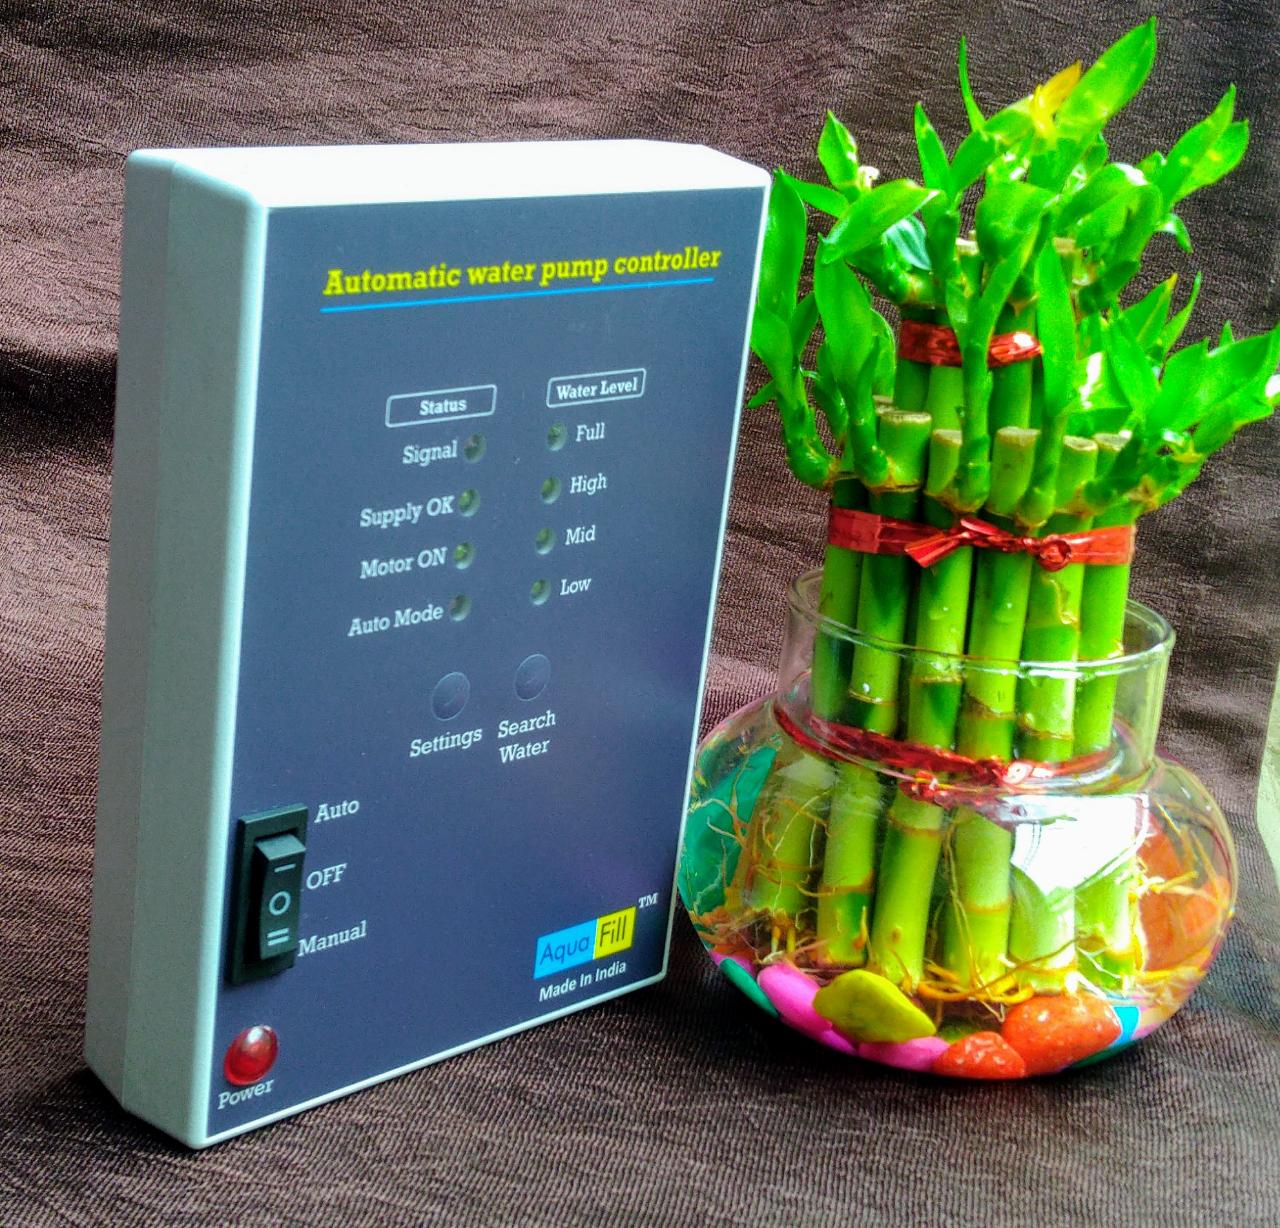 Automatic water pump controller
Status
Signal
Supply OK
Motor ON
Auto Mode
Water Level
Full
High
Mid
Low
Settings
Search
Water
Auto
OFF
Manual
Power
Aqua Fill TM
Made In India